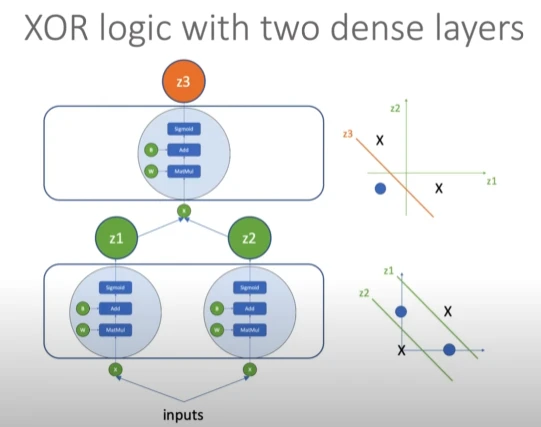 XOR logic with two dense layers
z3
Sigmoid
B
Add
W
MatMul
X
z1
z2
Sigmoid
Sigmoid
B
Add
B
Add
W
MatMul
W
MatMul
X
X
inputs
z2
z3
X
z1
X
z1
z2
X
X